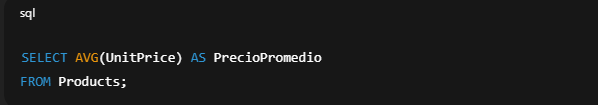 sql
SELECT AVG(UnitPrice) AS PrecioPromedio
FROM Products;